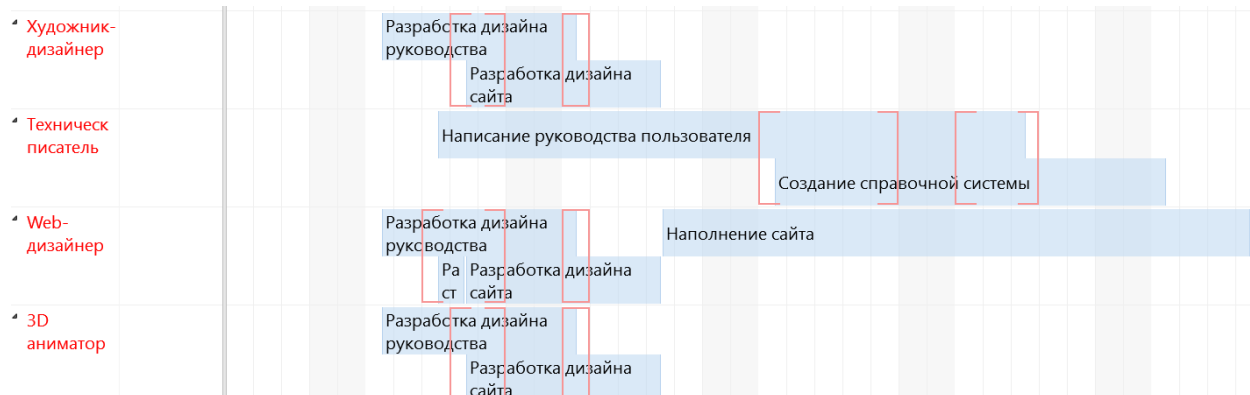 Художник-
дизайнер
Разработка дизайна
руководства
Разработка дизайна
сайта
Техническ
писатель
Написание руководства пользователя
Создание справочной системы
Web-
дизайнер
Разработка дизайна
руководства
Ра
ст
Разработка дизайна
сайта
Наполнение сайта
3D
аниматор
Разработка дизайна
руководства
Разработка дизайна
сайта